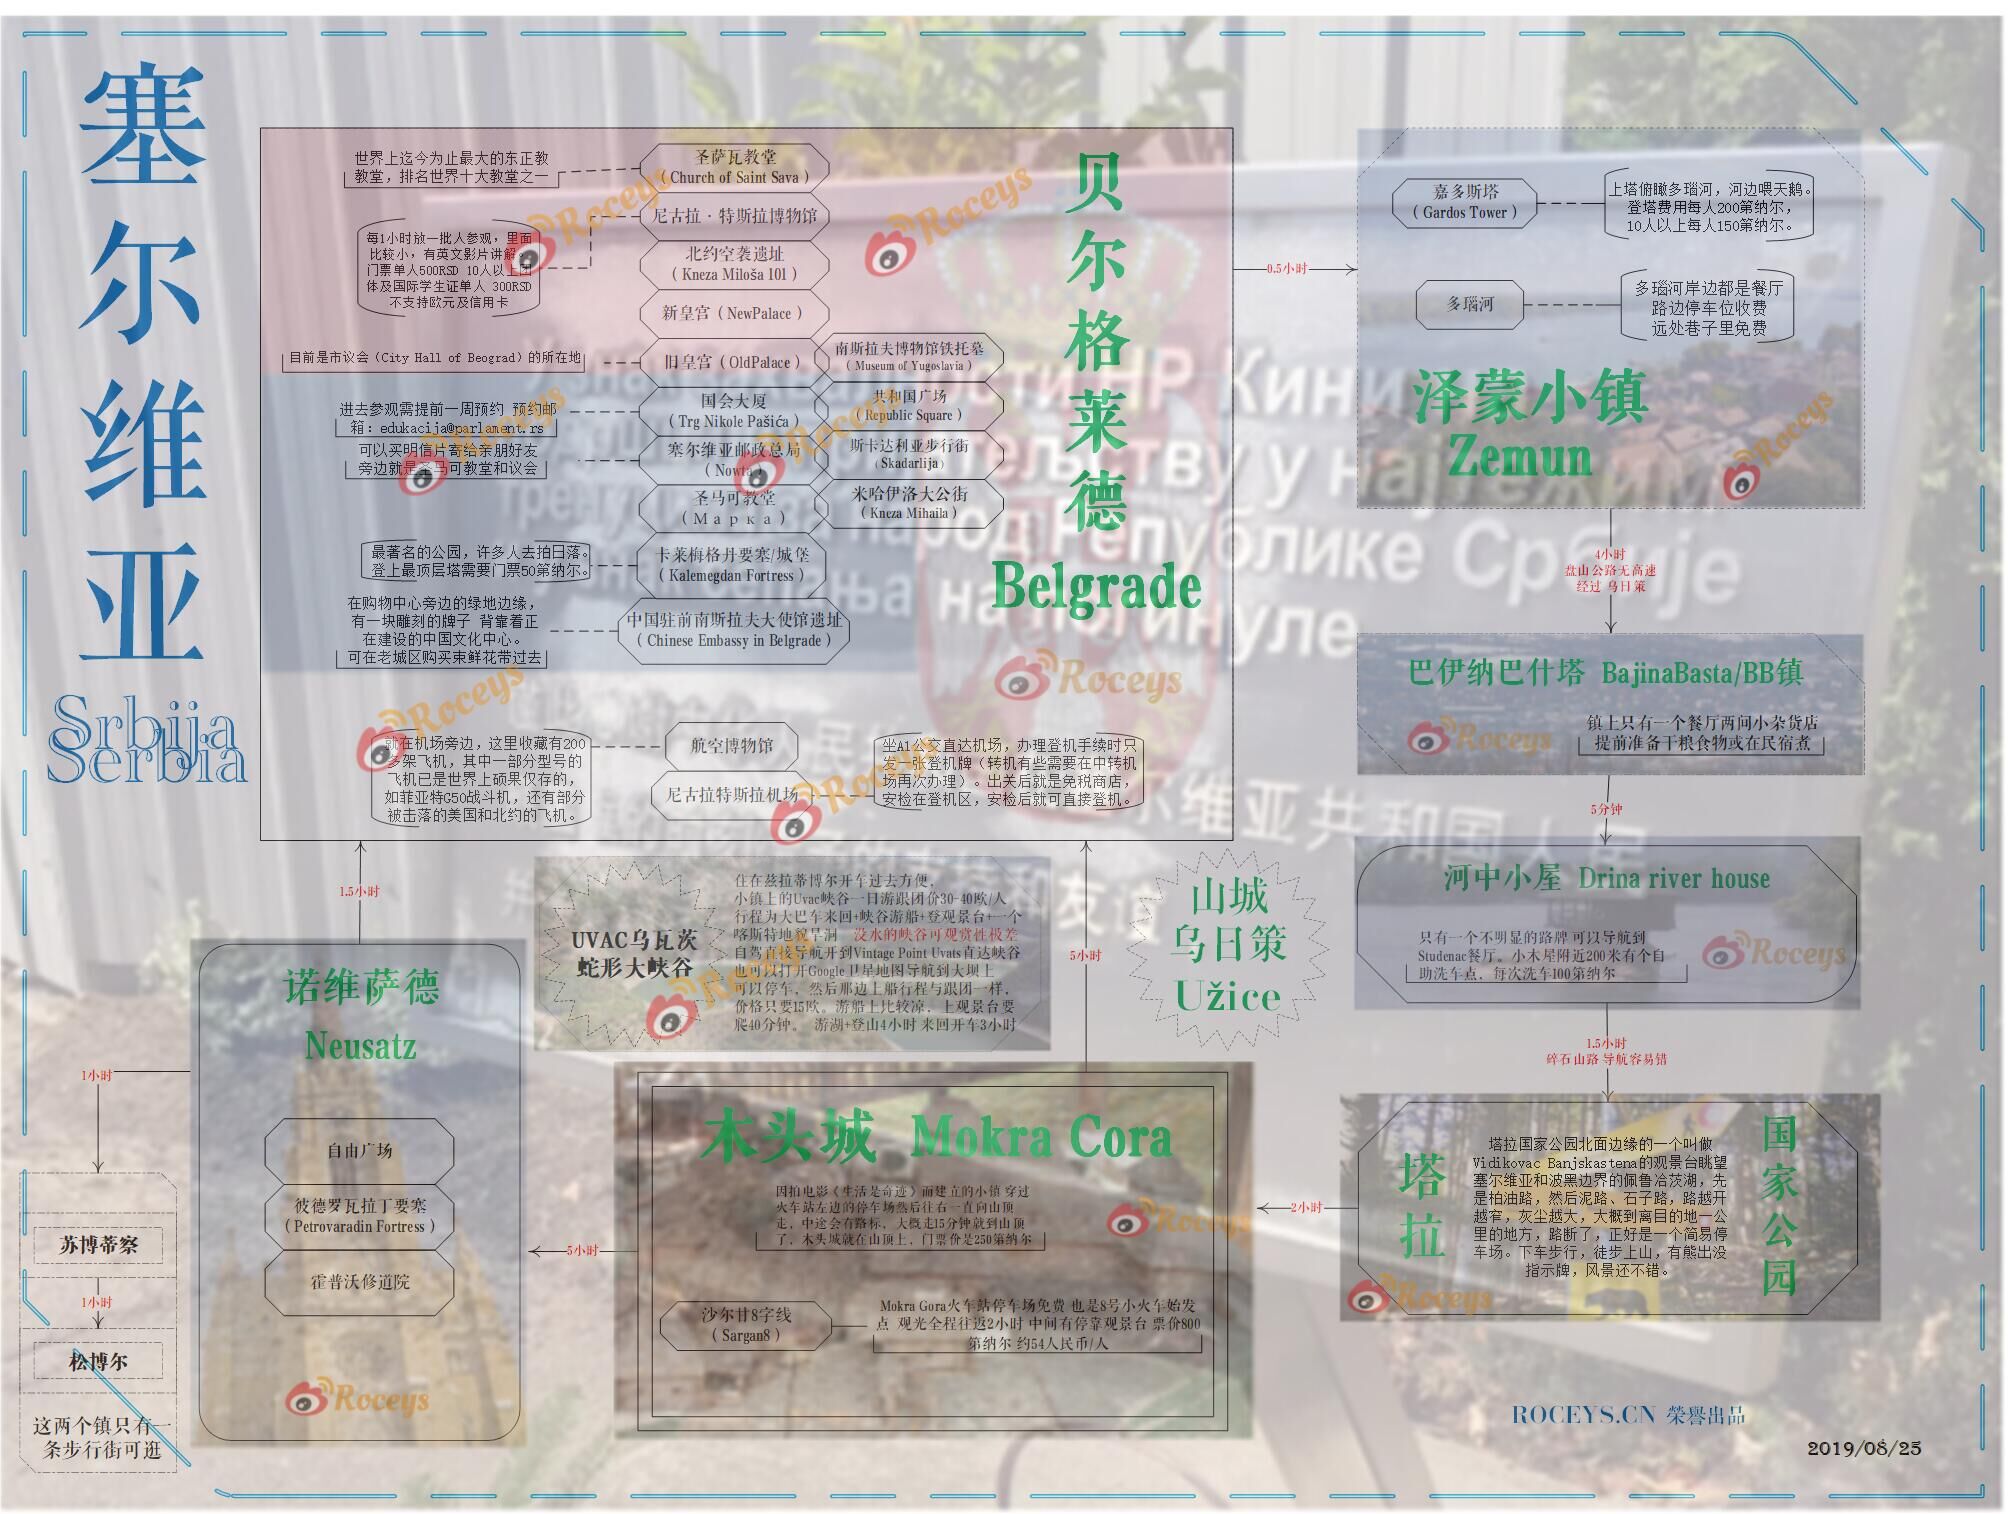 塞尔维亚
Srbija
Serbia
贝尔格莱德
Belgrade
世界上迄今为止最大的东正教
教堂，排名世界十大教堂之一
圣萨瓦教堂
（Church of Saint Sava）
尼古拉·特斯拉博物馆
每1小时放一批人参观，里面
比较小，有英文影片讲解。
门票单人500RSD 10人以上团
体及国际学生证单人 300RSD
不支持欧元及信用卡
北约空袭遗址
（Kneza Miloša 101）
新皇宫（NewPalace）
目前是市议会（City Hall of Beograd）的所在地
旧皇宫（OldPalace）
南斯拉夫博物馆铁托墓
（Museum of Yugoslavia）
进去参观需提前一周预约 预约邮
箱：edukacija@parlament.rs
国会大厦
（Trg Nikole Pašića）
共和国广场
（Republic Square）
可以买明信片寄给亲朋好友
旁边就是圣马可教堂和议会
塞尔维亚邮政总局
（Nowta）
斯卡达利亚步行街
（Skadarlija）
圣马可教堂
（Марка）
米哈伊洛大公街
（Kneza Mihaila）
最著名的公园，许多人去拍日落。
登上最顶层塔需要门票50第纳尔。
卡莱梅格丹要塞/城堡
（Kalemegdan Fortress）
在购物中心旁边的绿地边缘，
有一块雕刻的牌子 背靠着正
在建设的中国文化中心。
可在老城区购买束鲜花带过去
中国驻前南斯拉夫大使馆遗址
（Chinese Embassy in Belgrade）
就在机场旁边，这里收藏有200
多架飞机，其中一部分型号的
飞机已是世界上硕果仅存的，
如菲亚特G50战斗机，还有部分
被击落的美国和北约的飞机。
航空博物馆
尼古拉特斯拉机场
坐A1公交直达机场，办理登机手续时只
发一张登机牌（转机有些需要在中转机
场再次办理）。出关后就是免税商店，
安检在登机区，安检后就可直接登机。
0.5小时
嘉多斯塔
（Gardos Tower）
上塔俯瞰多瑙河，河边喂天鹅。
登塔费用每人200第纳尔，
10人以上每人150第纳尔。
多瑙河
多瑙河岸边都是餐厅
路边停车位收费
远处巷子里免费
泽蒙小镇
Zemun
4小时
盘山公路无高速
经过 乌日策
巴伊纳巴什塔 BajinaBasta/BB镇
镇上只有一个餐厅两间小杂货店
提前准备干粮食物或在民宿煮
5分钟
河中小屋 Drina river house
只有一个不明显的路牌 可以导航到
Studenac餐厅。小木屋附近200米有个自
助洗车点，每次洗车100第纳尔
1.5小时
碎石山路 导航容易错
塔拉
国家公园
塔拉国家公园北面边缘的一个叫做
Vidikovac Banjskastena的观景台眺望
塞尔维亚和波黑边界的佩鲁洽茨湖，先
是柏油路，然后泥路、石子路，路越开
越窄，灰尘越大，大概到离目的地一公
里的地方，路断了，正好是一个简易停
车场。下车步行，徒步上山，有熊出没
指示牌，风景还不错。
2小时
木头城 Mokra Cora
因拍电影《生活是奇迹》而建立的小镇 穿过
火车站左边的停车场然后往右一直向山顶
走，中途会有路标，大概走15分钟就到山顶
了，木头城就在山顶上，门票价是250第纳尔
沙尔甘8字线
（Sargan8）
Mokra Gora火车站停车场免费 也是8号小火车始发
点 观光全程往返2小时 中间有停靠观景台 票价800
第纳尔 约54人民币/人
5小时
山城
乌日策
Užice
UVAC乌瓦茨
蛇形大峡谷
住在兹拉蒂博尔开车过去方便，
小镇上的Uvac峡谷一日游跟团价30-40欧/人
行程为大巴车来回+峡谷游船+登观景台+一个
喀斯特地貌旱洞 没水的峡谷可观赏性极差
自驾直接导航开到Vintage Point Uvats直达峡谷
也可以打开Google卫星地图导航到大坝上
可以停车，然后那边上船行程与跟团一样，
价格只要15欧。游船上比较凉，上观景台要
爬40分钟。 游湖+登山4小时 来回开车3小时
5小时
1.5小时
诺维萨德
Neusatz
自由广场
彼德罗瓦拉丁要塞
（Petrovaradin Fortress）
霍普沃修道院
1小时
苏博蒂察
1小时
松博尔
这两个镇只有一
条步行街可逛
ROCEYS.CN 榮譽出品
2019/08/25
Roceys
Roceys
Roceys
Roceys
Roceys
Roceys
Roceys
Roceys
Roceys
Roceys
Roceys
Roceys
Roceys